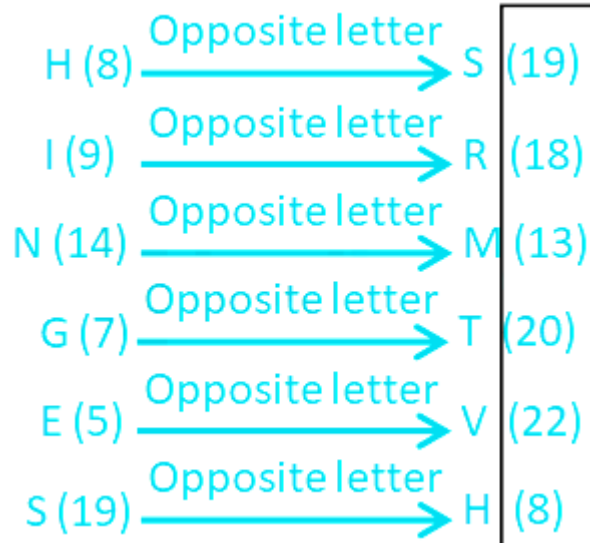 Opposite letter
H (8) S (19)
Opposite letter
I (9) R (18)
Opposite letter
N (14) M (13)
Opposite letter
G (7) T (20)
Opposite letter
E (5) V (22)
Opposite letter
S (19) H (8)